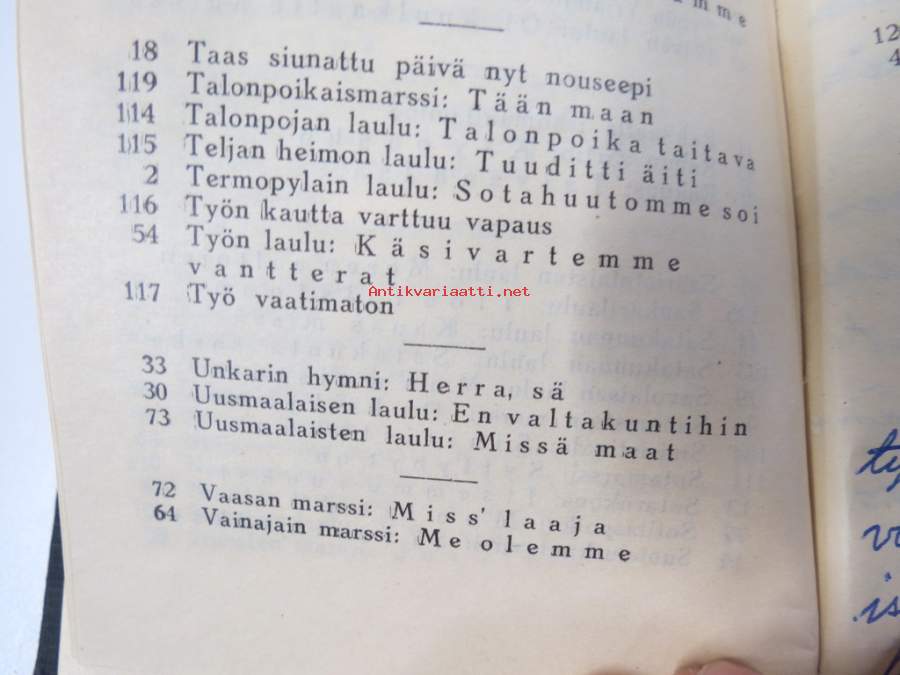 mme
18 Taas siunattu päivä nyt nouseepi
119 Talonpoikaismarssi: Tään maan
114 Talonpojan laulu: Talonpoika taitava
115 Teljan heimon laulu: Tuuditti äiti
2 Termopylain laulu: Sotahuutomme soi
116 Työn kautta varttuu vapaus
54 Työn laulu: Käsivartemme
vantterat
117 Työ vaatimaton
Antikvariaatti.net
33 Unkarin hymni: Herra, sä
30 Uusmaalaisen laulu: En valtakuntihin
73 Uusmaalaisten laulu: Missä maat
72 Vaasan marssi: Miss' laaja
64 Vainajain marssi: Me olemme
12
4